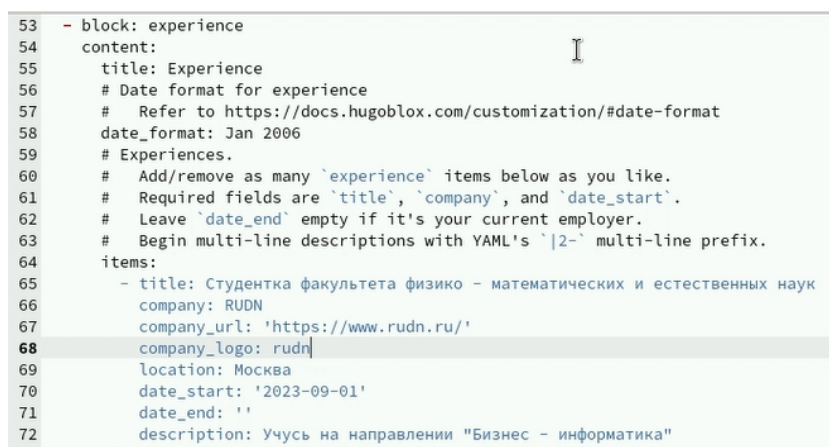 53 - block: experience
54 content:
55 title: Experience
56 # Date format for experience
57 # Refer to https://docs.hugoblox.com/customization/#date-format
58 date_format: Jan 2006
59 # Experiences.
60 # Add/remove as many `experience` items below as you like.
61 # Required fields are `title`, `company`, and `date_start`.
62 # Leave `date_end` empty if it's your current employer.
63 # Begin multi-line descriptions with YAML's `|2-` multi-line prefix.
64 items:
65 - title: Студентка факультета физико - математических и естественных наук
66 company: RUDN
67 company_url: 'https://www.rudn.ru/'
68 company_logo: rudn
69 location: Москва
70 date_start: '2023-09-01'
71 date_end: ''
72 description: Учусь на направлении "Бизнес - информатика"